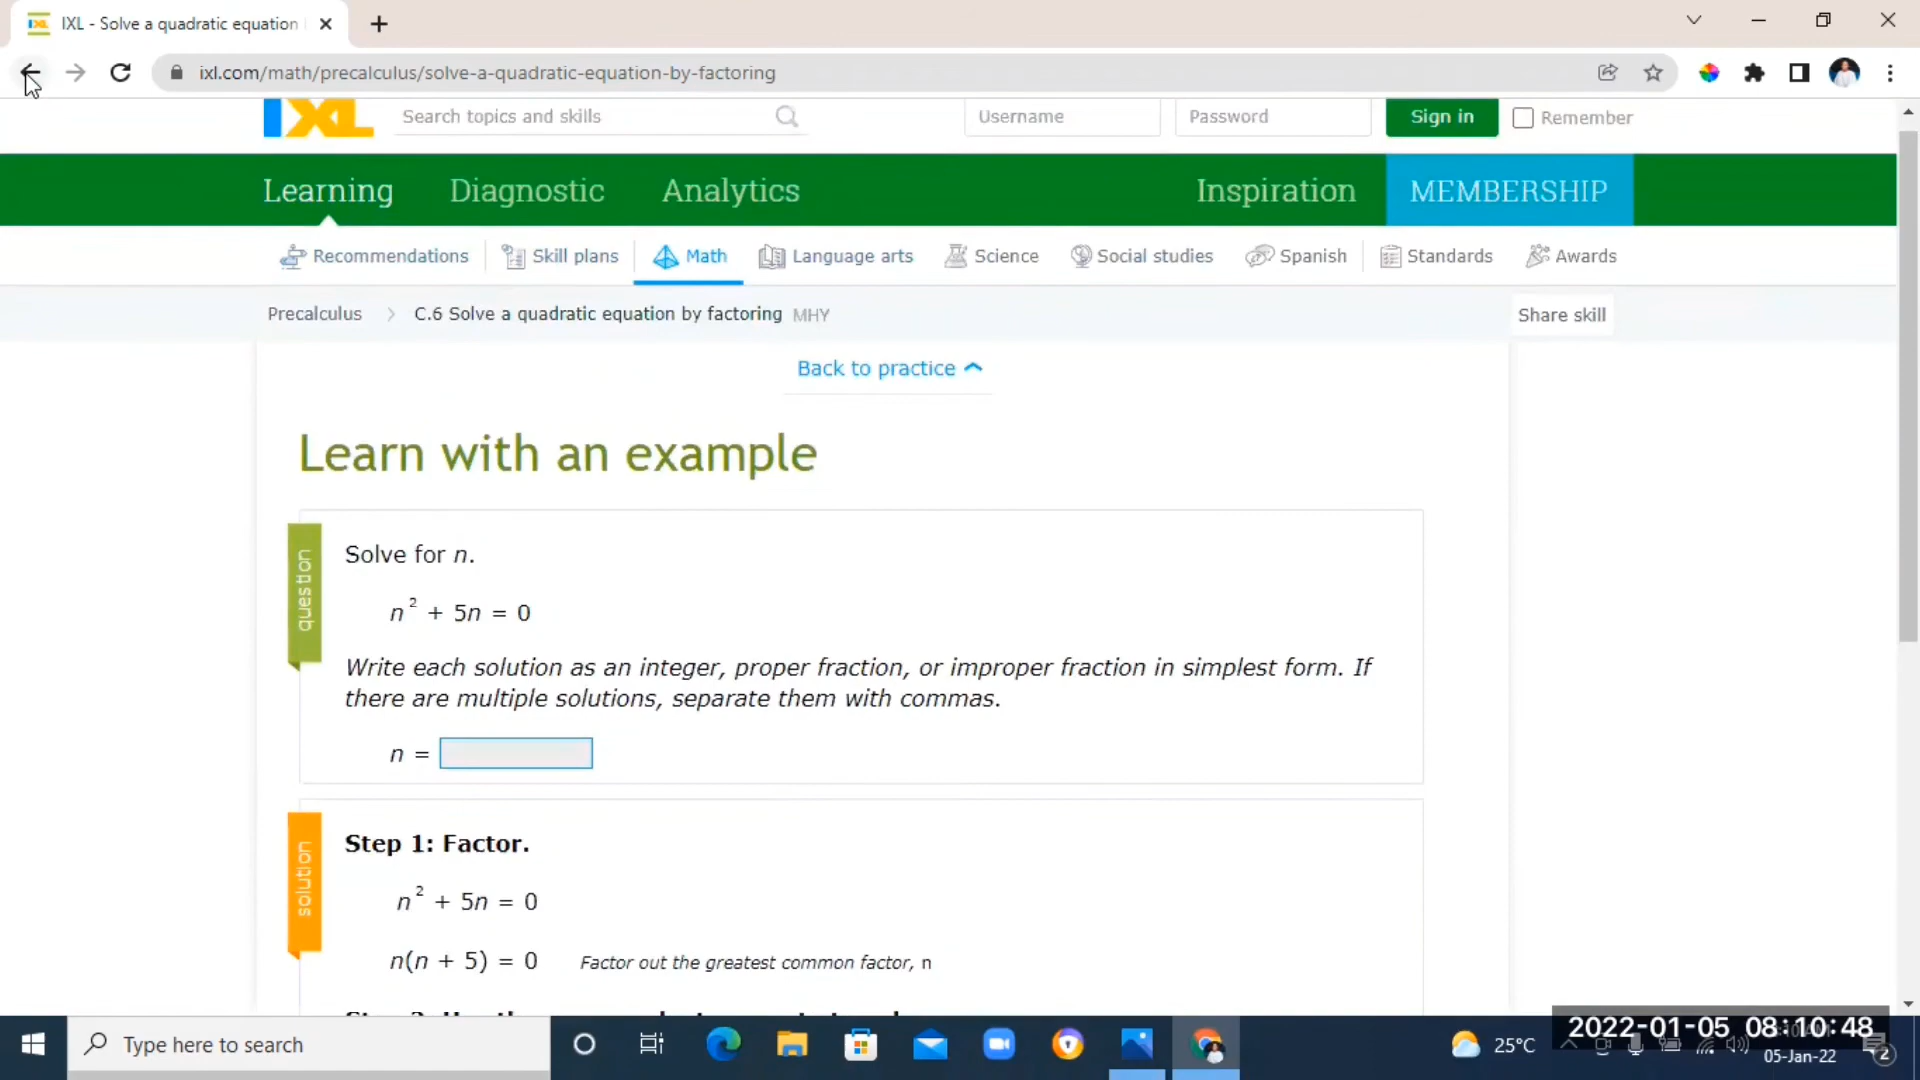 IXL - Solve a quadratic equation
ixl.com/math/precalculus/solve-a-quadratic-equation-by-factoring
IXL
Search topics and skills
Username
Password
Sign in
Remember
Learning
Diagnostic
Analytics
Inspiration
MEMBERSHIP
Recommendations
Skill plans
Math
Language arts
Science
Social studies
Spanish
Standards
Awards
Precalculus > C.6 Solve a quadratic equation by factoring MHY
Share skill
Back to practice
Learn with an example
question
Solve for n.
n² + 5n = 0
Write each solution as an integer, proper fraction, or improper fraction in simplest form. If
there are multiple solutions, separate them with commas.
n =
solution
Step 1: Factor.
n² + 5n = 0
n(n + 5) = 0 Factor out the greatest common factor, n
Type here to search
25°C
2022-01-05 08:10:48
05-Jan-22
2